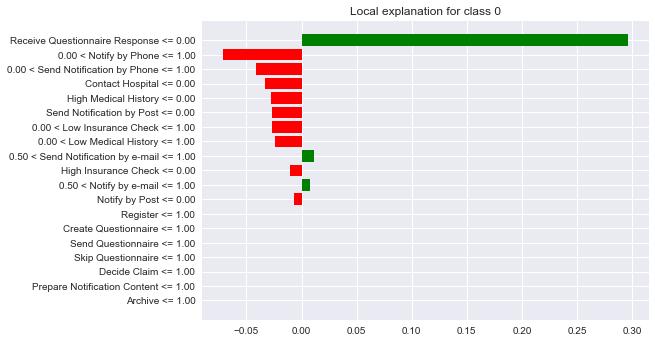 Local explanation for class 0
Receive Questionnaire Response <= 0.00
0.00 < Notify by Phone <= 1.00
0.00 < Send Notification by Phone <= 1.00
Contact Hospital <= 0.00
High Medical History <= 0.00
Send Notification by Post <= 0.00
0.00 < Low Insurance Check <= 1.00
0.00 < Low Medical History <= 1.00
0.50 < Send Notification by e-mail <= 1.00
High Insurance Check <= 0.00
0.50 < Notify by e-mail <= 1.00
Notify by Post <= 0.00
Register <= 1.00
Create Questionnaire <= 1.00
Send Questionnaire <= 1.00
Skip Questionnaire <= 1.00
Decide Claim <= 1.00
Prepare Notification Content <= 1.00
Archive <= 1.00
−0.05 0.00 0.05 0.10 0.15 0.20 0.25 0.30